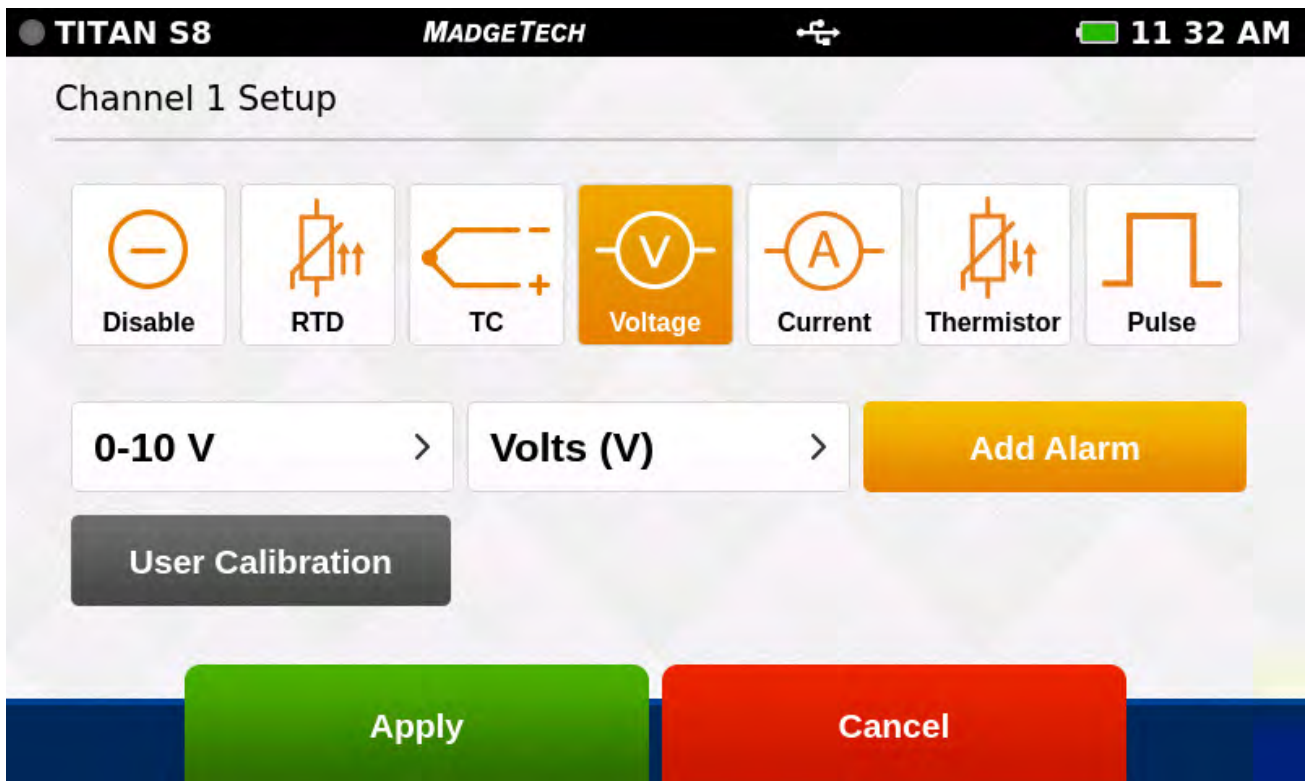 TITAN S8 MADGETECH 11 32 AM
Channel 1 Setup
Disable RTD TC Voltage Current Thermistor Pulse
0-10 V > Volts (V) > Add Alarm
User Calibration
Apply Cancel